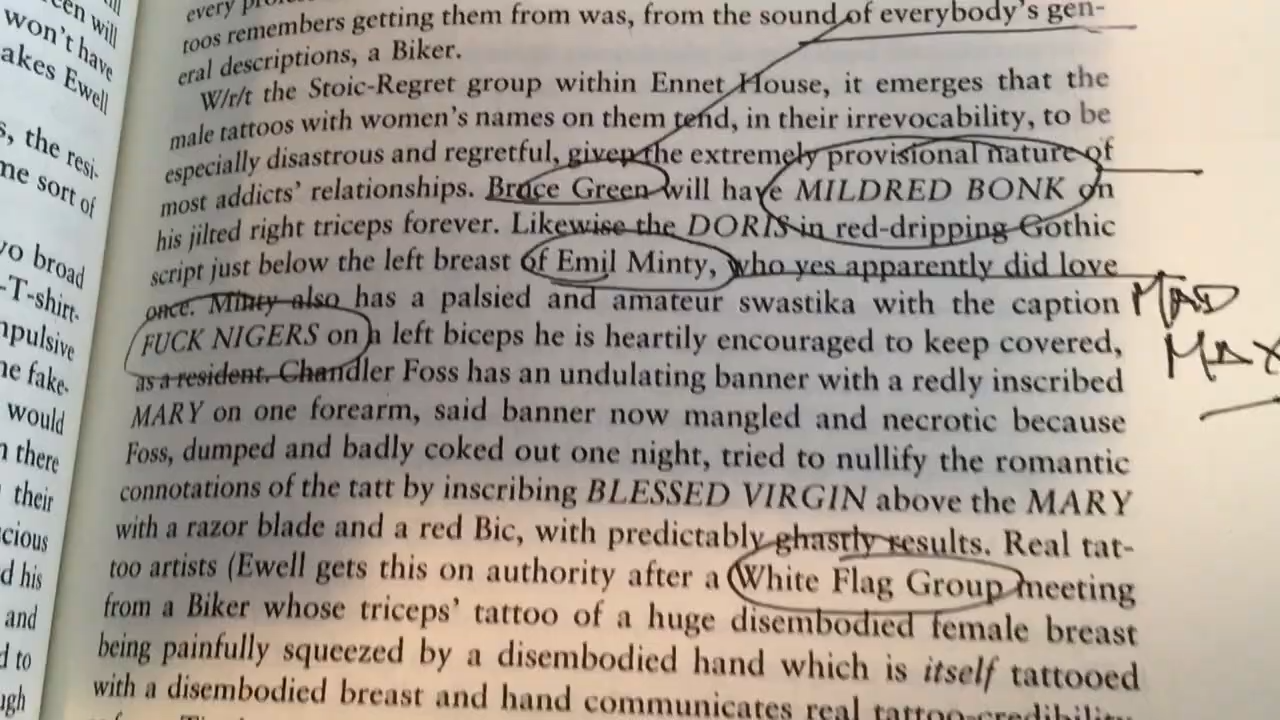 een will
won't have
akes Ewell
s, the resi-
me sort of
vo broad
-T-shirt-
npulsive
ne fake-
would
n there
their
cious
d his
and
d to
ugh
every
toos remembers getting them from was, from the sound of everybody's gen-
eral descriptions, a Biker.
W/r/t the Stoic-Regret group within Ennet House, it emerges that the
male tattoos with women's names on them tend, in their irrevocability, to be
especially disastrous and regretful, given the extremely provisional nature of
most addicts' relationships. Bruce Green will have MILDRED BONK on
his jilted right triceps forever. Likewise the DORIS in red-dripping Gothic
script just below the left breast of Emil Minty, who yes apparently did love
once. Minty also has a palsied and amateur swastika with the caption
FUCK NIGERS on a left biceps he is heartily encouraged to keep covered,
as a resident. Chandler Foss has an undulating banner with a redly inscribed
MARY on one forearm, said banner now mangled and necrotic because
Foss, dumped and badly coked out one night, tried to nullify the romantic
connotations of the tatt by inscribing BLESSED VIRGIN above the MARY
with a razor blade and a red Bic, with predictably ghastly results. Real tat-
too artists (Ewell gets this on authority after a White Flag Group meeting
from a Biker whose triceps' tattoo of a huge disembodied female breast
being painfully squeezed by a disembodied hand which is itself tattooed
with a disembodied breast and hand communicates real tattoo-credibility
MAD
MAX